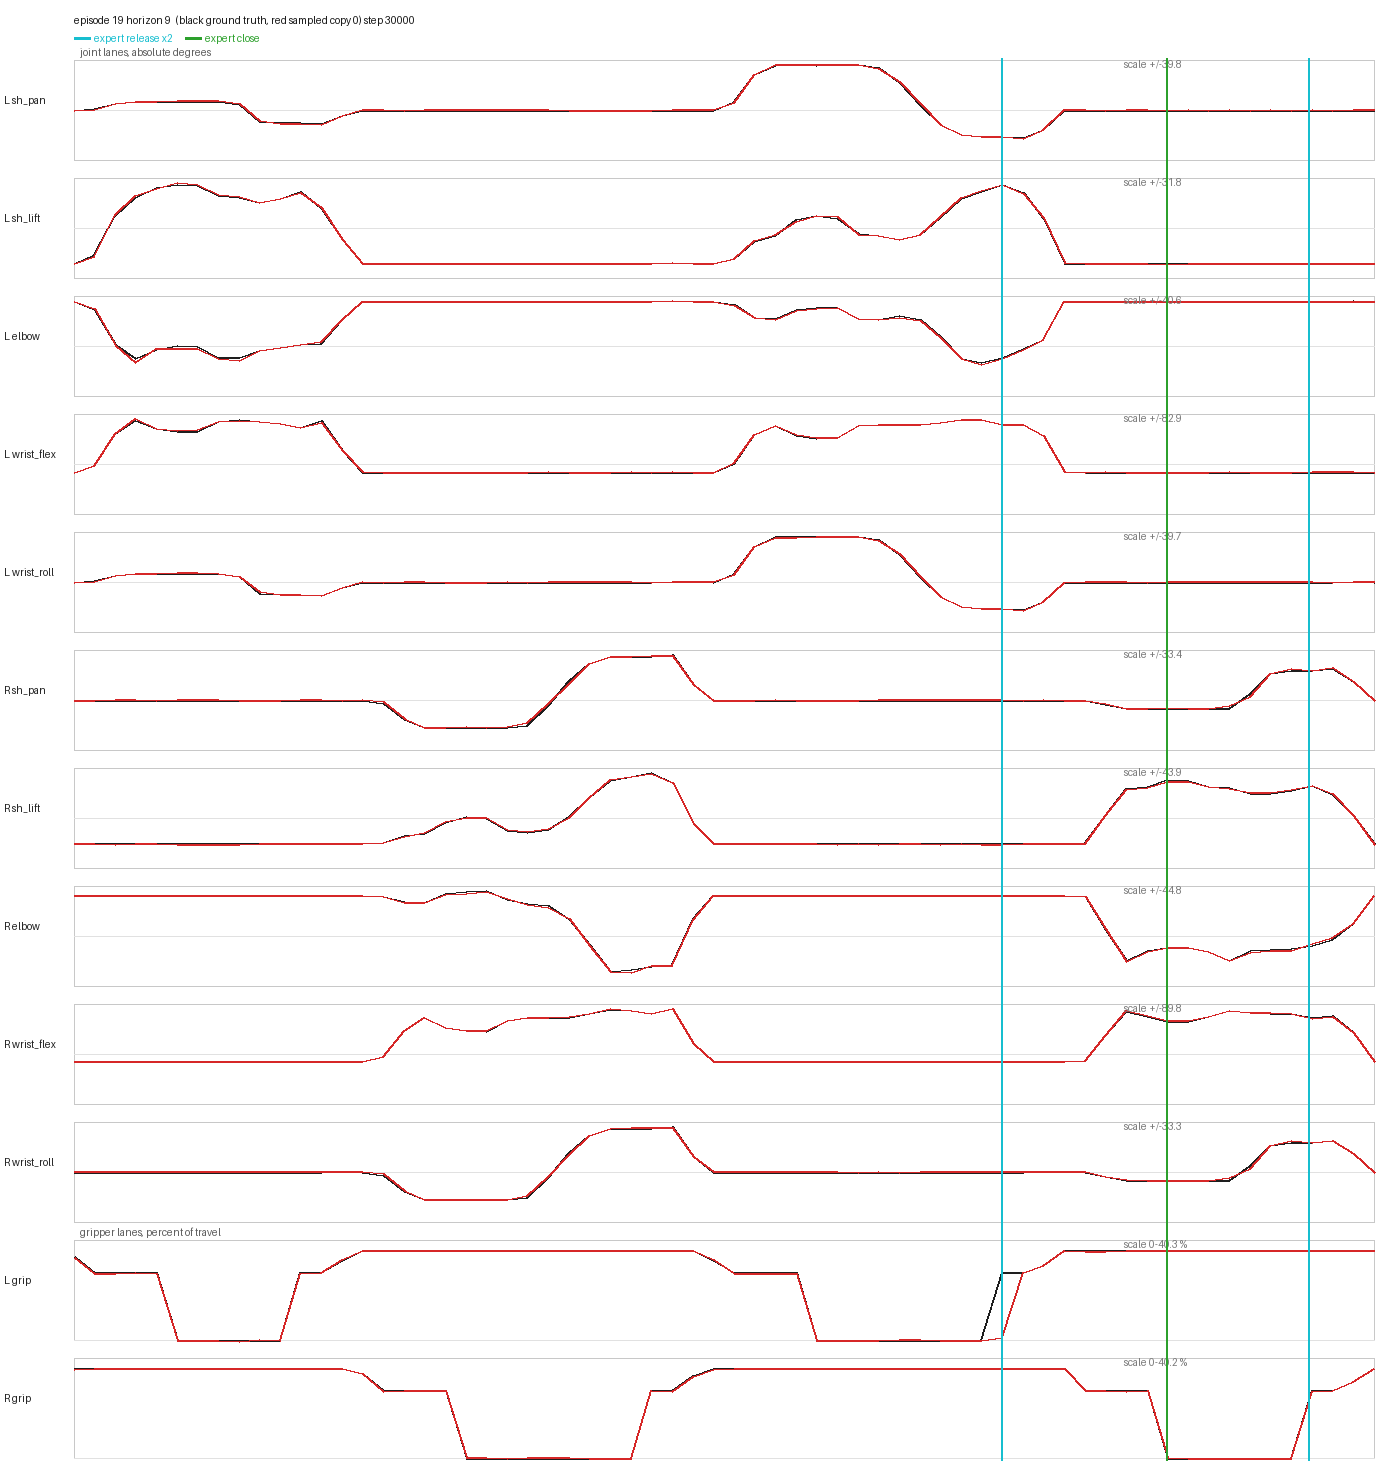 episode 19 horizon 9 (black ground truth, red sampled copy 0) step 30000
expert release x2 expert close
joint lanes, absolute degrees
L sh_pan scale +/-39.8
L sh_lift scale +/-31.8
L elbow scale +/-40.6
L wrist_flex scale +/-82.9
L wrist_roll scale +/-39.7
R sh_pan scale +/-33.4
R sh_lift scale +/-43.9
R elbow scale +/-44.8
R wrist_flex scale +/-89.8
R wrist_roll scale +/-33.3
gripper lanes, percent of travel
L grip scale 0-40.3 %
R grip scale 0-40.2 %